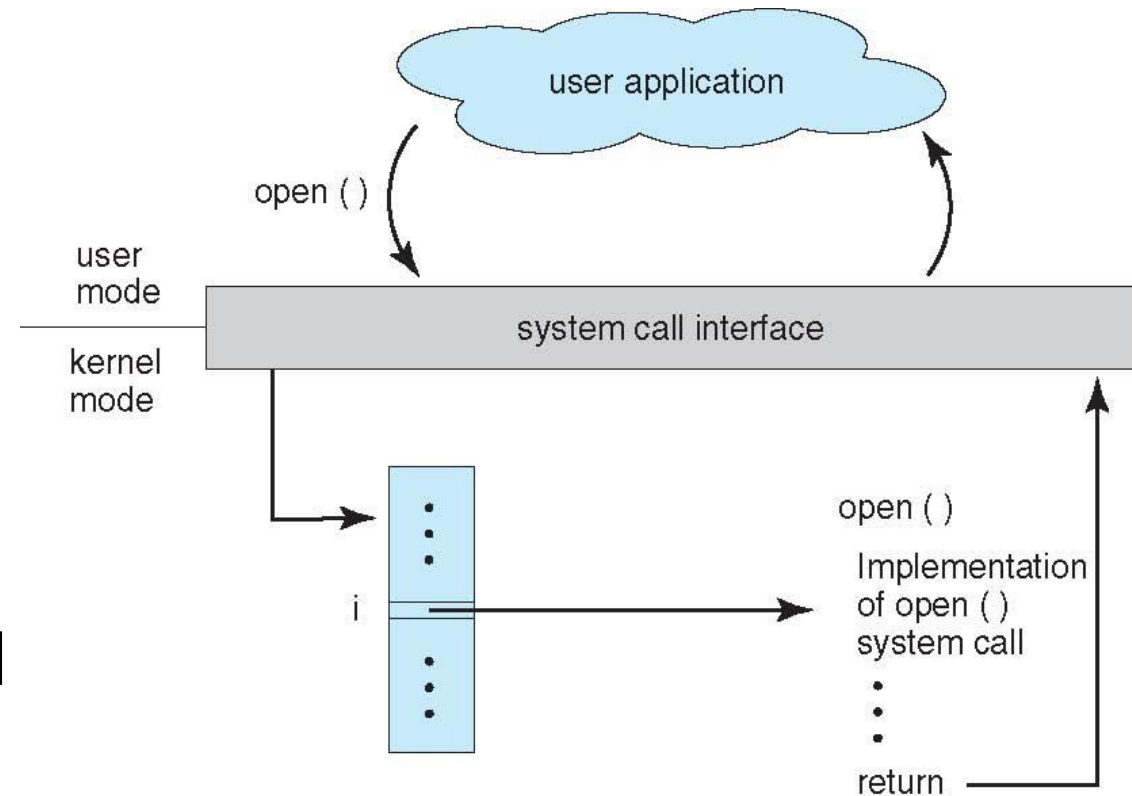 user application
open ( )
user
mode
system call interface
kernel
mode
open ( )
i
Implementation
of open ( )
system call
return